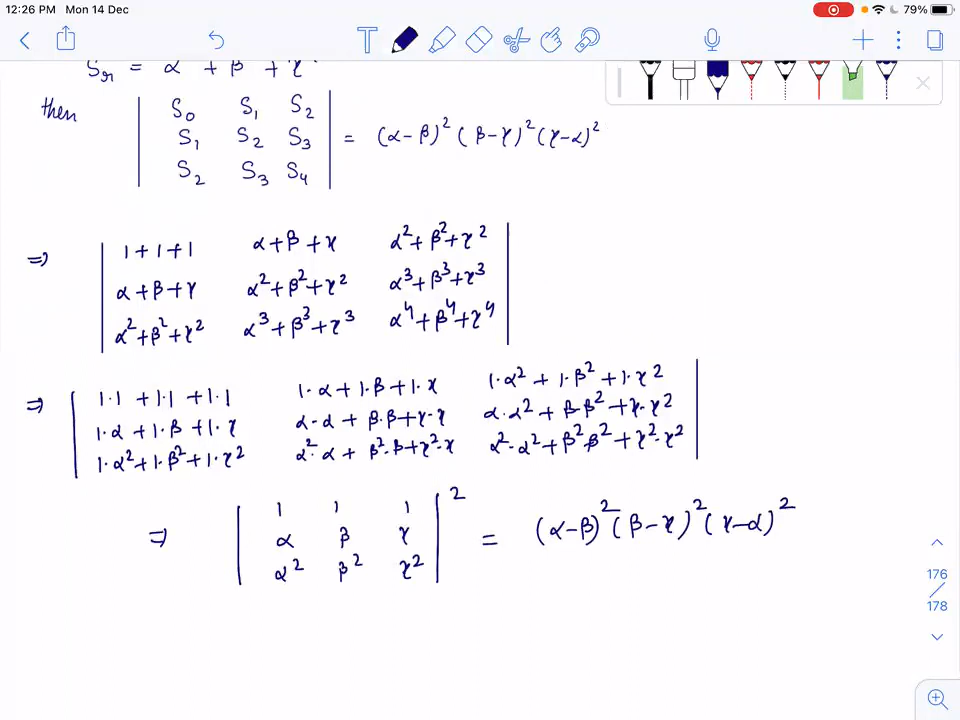 12:26 PM Mon 14 Dec 79%
T
Sr = α + β + γ
then | S0 S1 S2 |
| S1 S2 S3 | = (α-β)² (β-γ)² (γ-α)²
| S2 S3 S4 |
⇒ | 1+1+1 α+β+γ α²+β²+γ² |
| α+β+γ α²+β²+γ² α³+β³+γ³ |
| α²+β²+γ² α³+β³+γ³ α⁴+β⁴+γ⁴ |
⇒ | 1·1 + 1·1 + 1·1 1·α+1·β+1·γ 1·α² + 1·β² + 1·γ² |
| 1·α + 1·β + 1·γ α·α + β·β + γ·γ α·α² + β·β² + γ·γ² |
| 1·α² + 1·β² + 1·γ² α²·α + β²·β + γ²·γ α²·α² + β²·β² + γ²·γ² |
⇒ | 1 1 1 |²
| α β γ | = (α-β)² (β-γ)² (γ-α)²
| α² β² γ² |
176
/
178